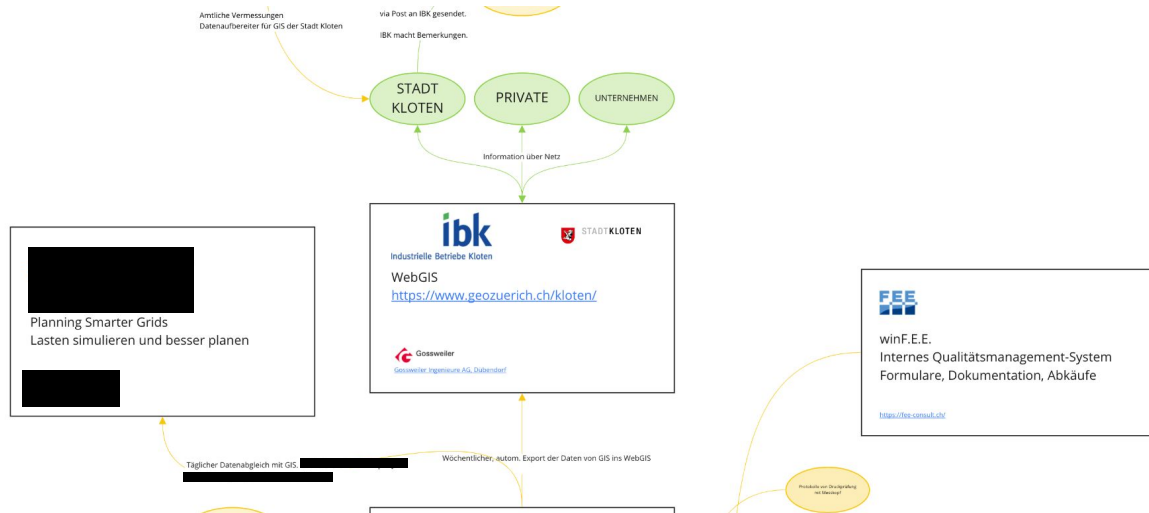 Amtliche Vermessungen
Datenaufbereiter für GIS der Stadt Kloten
via Post an IBK gesendet.
IBK macht Bemerkungen.
STADT
KLOTEN
PRIVATE
UNTERNEHMEN
Information über Netz
ibk
Industrielle Betriebe Kloten
STADTKLOTEN
WebGIS
https://www.geozuerich.ch/kloten/
Gossweiler
Gossweiler Ingenieure AG, Dübendorf
Planning Smarter Grids
Lasten simulieren und besser planen
FEE
winF.E.E.
Internes Qualitätsmanagement-System
Formulare, Dokumentation, Abkäufe
https://fee-consult.ch/
Täglicher Datenabgleich mit GIS.
Wöchentlicher, autom. Export der Daten von GIS ins WebGIS
Protokolle von Druckprüfung